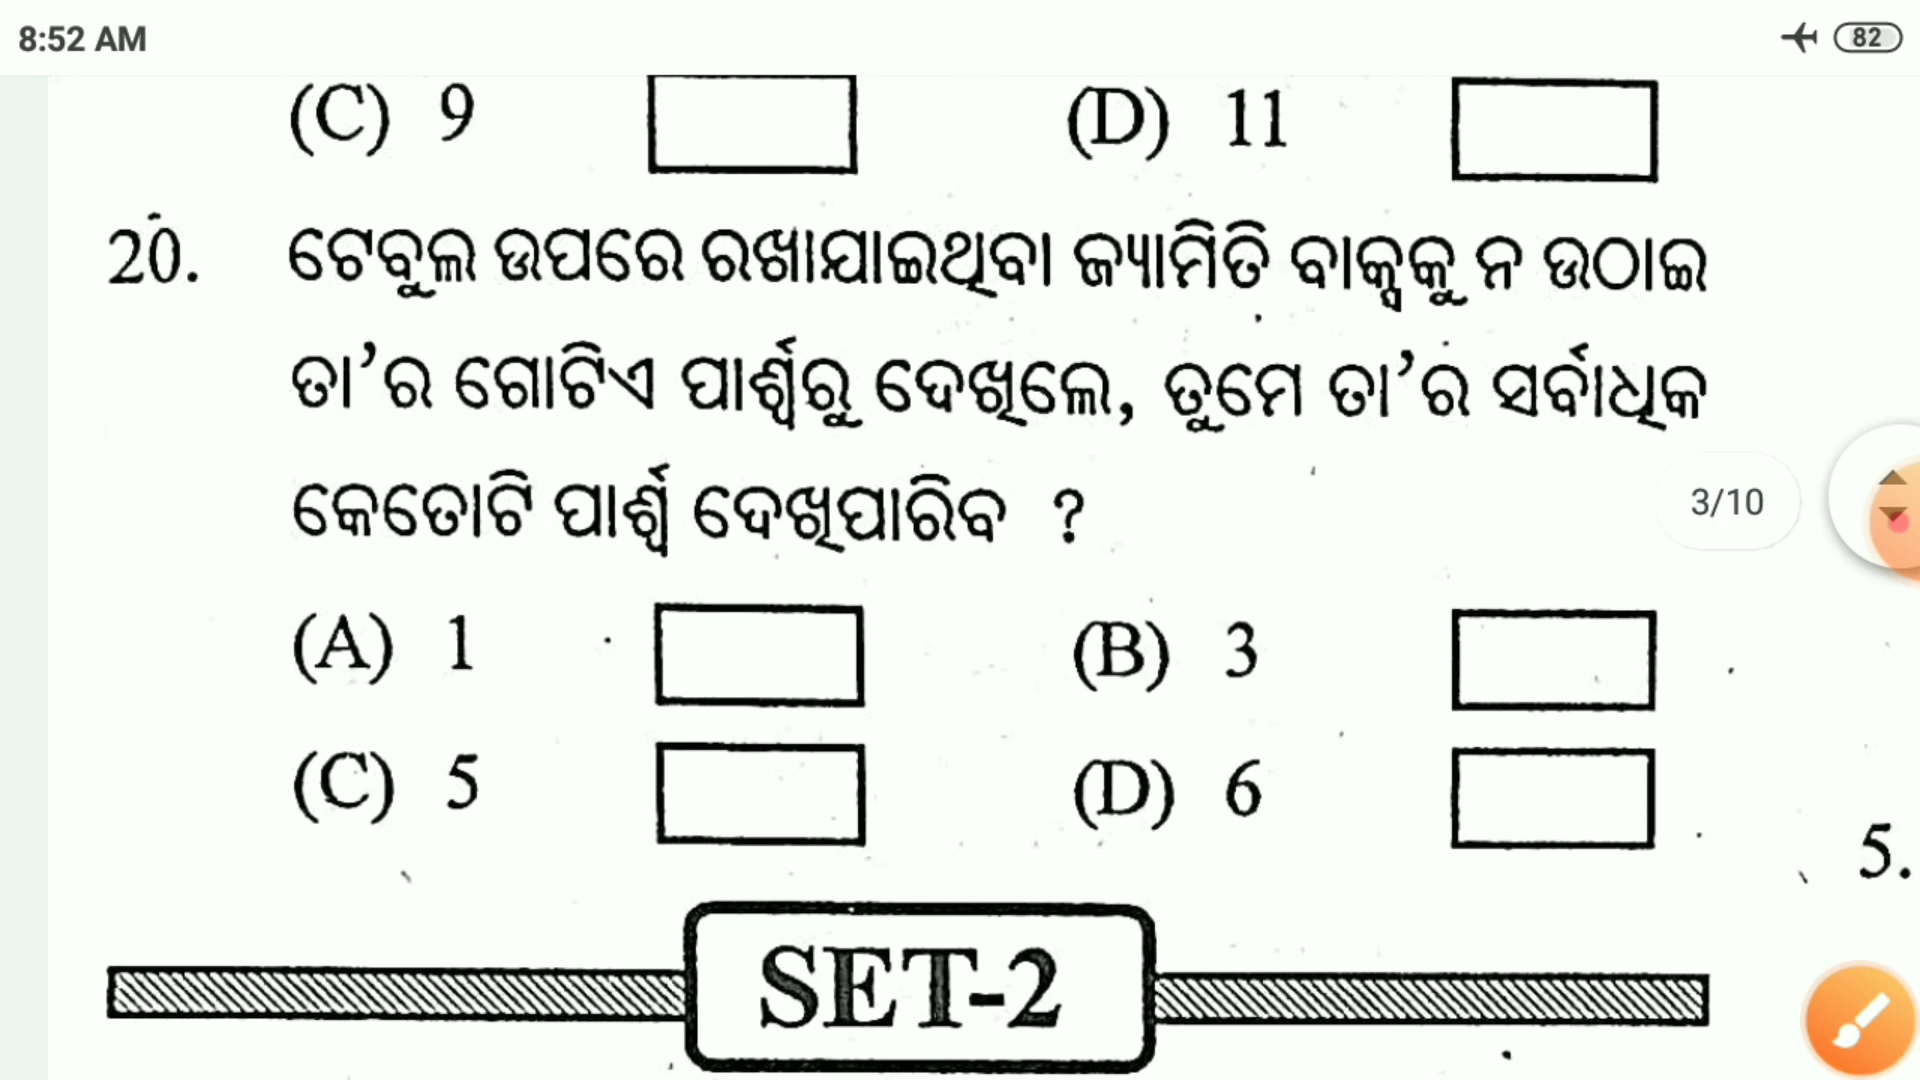 8:52 AM 82
(C) 9 (D) 11
20. ଟେବୁଲ ଉପରେ ରଖାଯାଇଥିବା ଜ୍ୟାମିତି ବାକ୍ସକୁ ନ ଉଠାଇ
ତା’ର ଗୋଟିଏ ପାର୍ଶ୍ୱରୁ ଦେଖିଲେ, ତୁମେ ତା’ର ସର୍ବାଧିକ
କେତୋଟି ପାର୍ଶ୍ୱ ଦେଖିପାରିବ ?
3/10
(A) 1 (B) 3
(C) 5 (D) 6
5.
SET-2